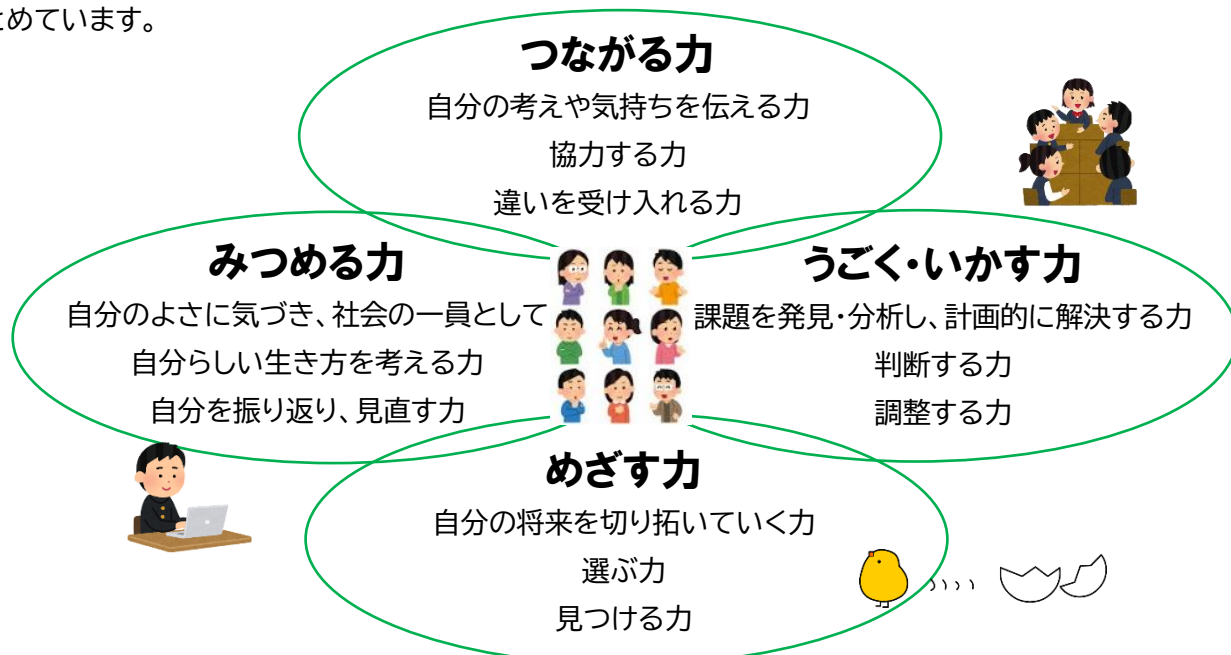 とめています。
つながる力
自分の考えや気持ちを伝える力
協力する力
違いを受け入れる力
みつめる力
自分のよさに気づき、社会の一員として
自分らしい生き方を考える力
自分を振り返り、見直す力
うごく・いかす力
課題を発見・分析し、計画的に解決する力
判断する力
調整する力
めざす力
自分の将来を切り拓いていく力
選ぶ力
見つける力